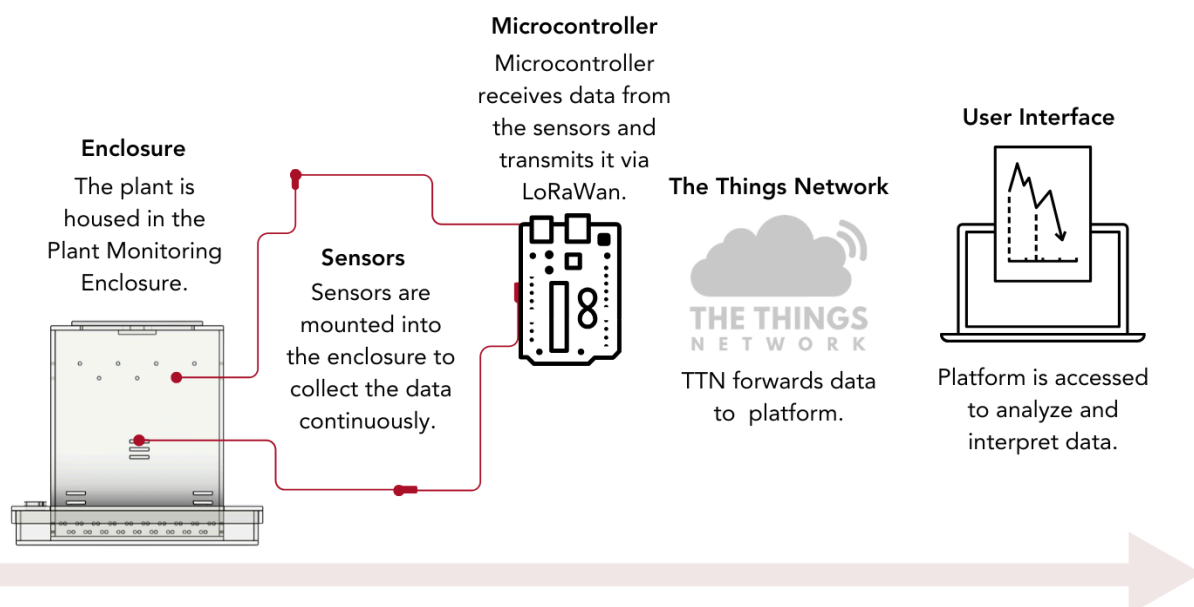 Enclosure
The plant is
housed in the
Plant Monitoring
Enclosure.
Sensors
Sensors are
mounted into
the enclosure to
collect the data
continuously.
Microcontroller
Microcontroller
receives data from
the sensors and
transmits it via
LoRaWan.
The Things Network
THE THINGS
NETWORK
TTN forwards data
to platform.
User Interface
Platform is accessed
to analyze and
interpret data.